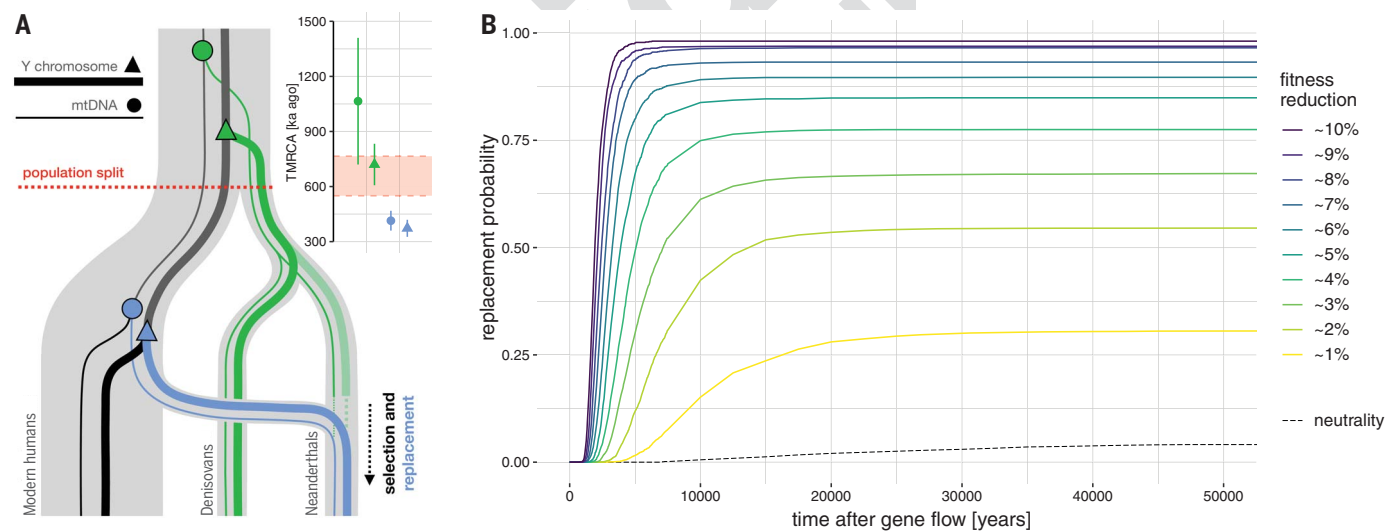 A
Y chromosome
mtDNA
population split
Modern humans
Denisovans
Neanderthals
selection and
replacement
TMRCA [ka ago]
1500
1200
900
600
300
B
replacement probability
1.00
0.75
0.50
0.25
0.00
0
10000
20000
30000
40000
50000
time after gene flow [years]
fitness
reduction
~10%
~9%
~8%
~7%
~6%
~5%
~4%
~3%
~2%
~1%
neutrality